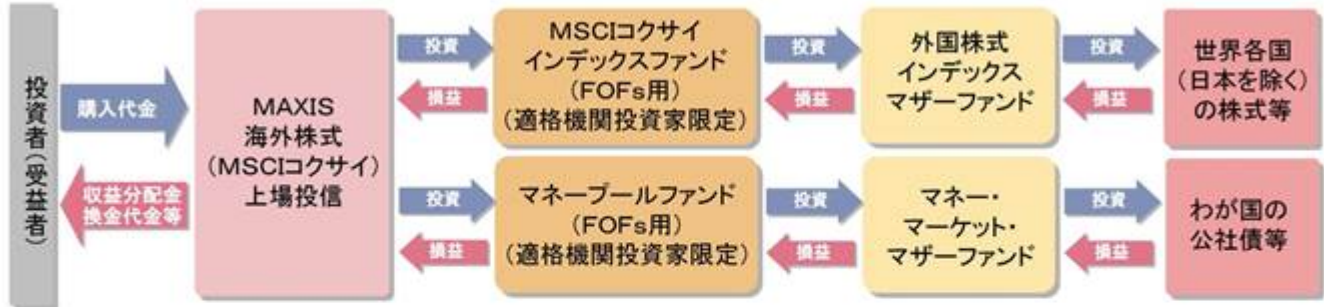 投資者(受益者)
購入代金
収益分配金
換金代金等
MAXIS
海外株式
(MSCIコクサイ)
上場投信
投資
損益
MSCIコクサイ
インデックスファンド
(FOFs用)
(適格機関投資家限定)
投資
損益
外国株式
インデックス
マザーファンド
投資
損益
世界各国
(日本を除く)
の株式等
投資
損益
マネープールファンド
(FOFs用)
(適格機関投資家限定)
投資
損益
マネー・
マーケット・
マザーファンド
投資
損益
わが国の
公社債等